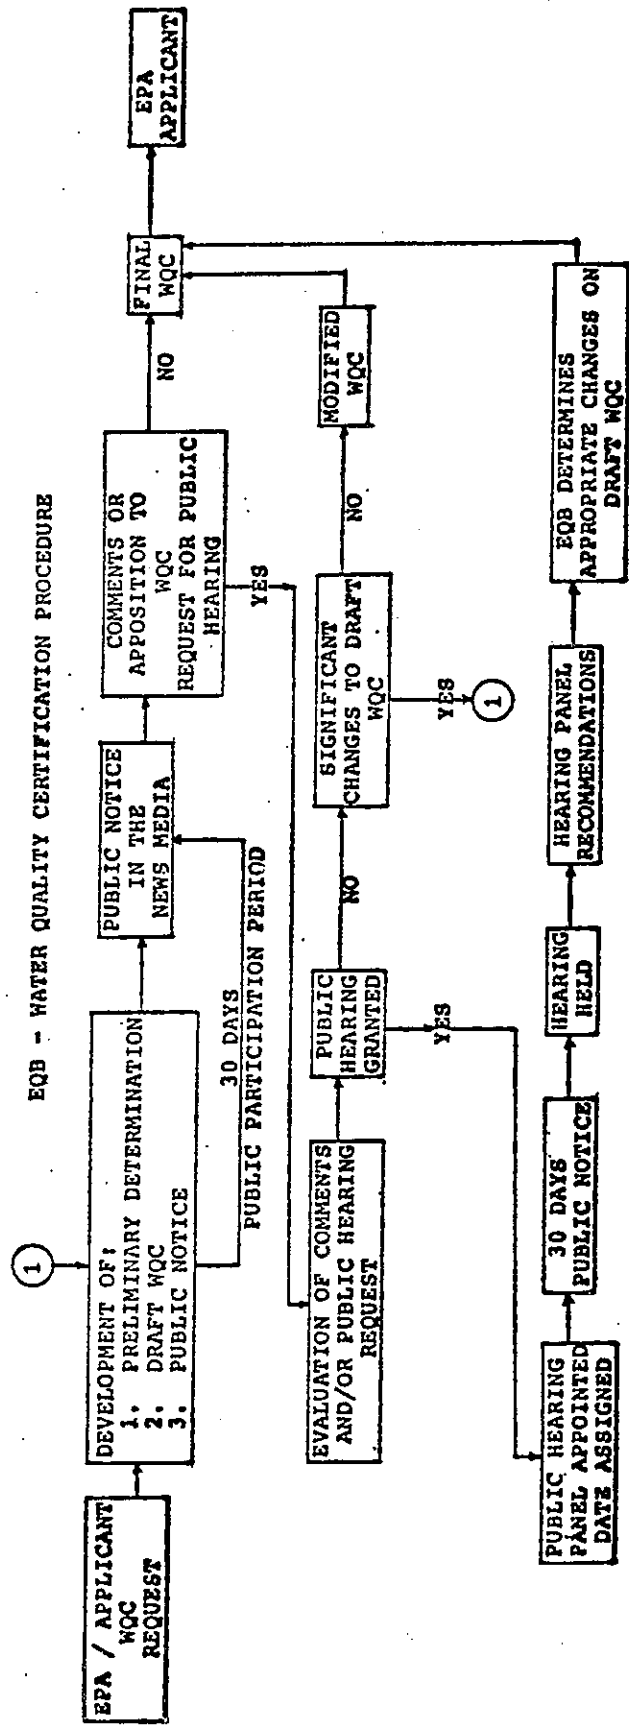 EQB - WATER QUALITY CERTIFICATION PROCEDURE
1
EPA / APPLICANT
WQC
REQUEST
DEVELOPMENT OF:
1. PRELIMINARY DETERMINATION
2. DRAFT WQC
3. PUBLIC NOTICE
30 DAYS
PUBLIC PARTICIPATION PERIOD
PUBLIC NOTICE
IN THE
NEWS MEDIA
COMMENTS OR
APPOSITION TO
WQC
REQUEST FOR PUBLIC
HEARING
NO
YES
FINAL
WQC
EPA
APPLICANT
EVALUATION OF COMMENTS
AND/OR PUBLIC HEARING
REQUEST
PUBLIC
HEARING
GRANTED
NO
YES
SIGNIFICANT
CHANGES TO DRAFT
WQC
NO
YES
1
MODIFIED
WQC
PUBLIC HEARING
PANEL APPOINTED
DATE ASSIGNED
30 DAYS
PUBLIC NOTICE
HEARING
HELD
HEARING PANEL
RECOMMENDATIONS
EQB DETERMINES
APPROPRIATE CHANGES ON
DRAFT WQC